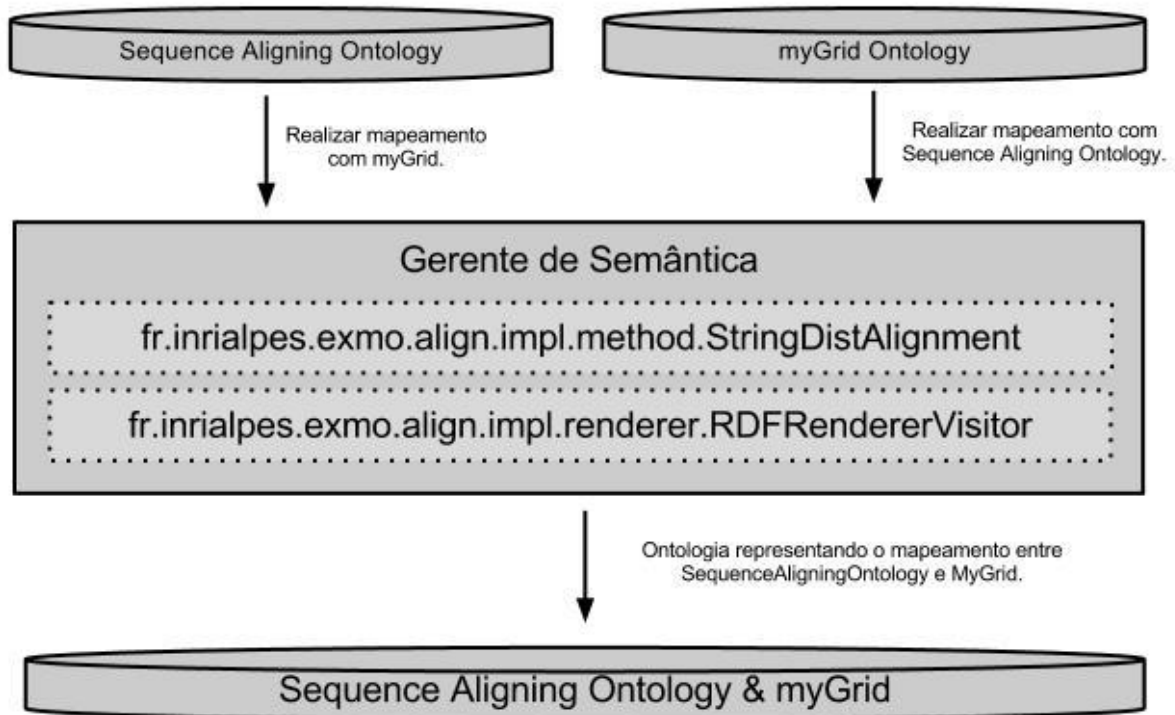 Sequence Aligning Ontology
myGrid Ontology
Realizar mapeamento
com myGrid.
Realizar mapeamento com
Sequence Aligning Ontology.
Gerente de Semântica
fr.inrialpes.exmo.align.impl.method.StringDistAlignment
fr.inrialpes.exmo.align.impl.renderer.RDFRendererVisitor
Ontologia representando o mapeamento entre
SequenceAligningOntology e MyGrid.
Sequence Aligning Ontology & myGrid